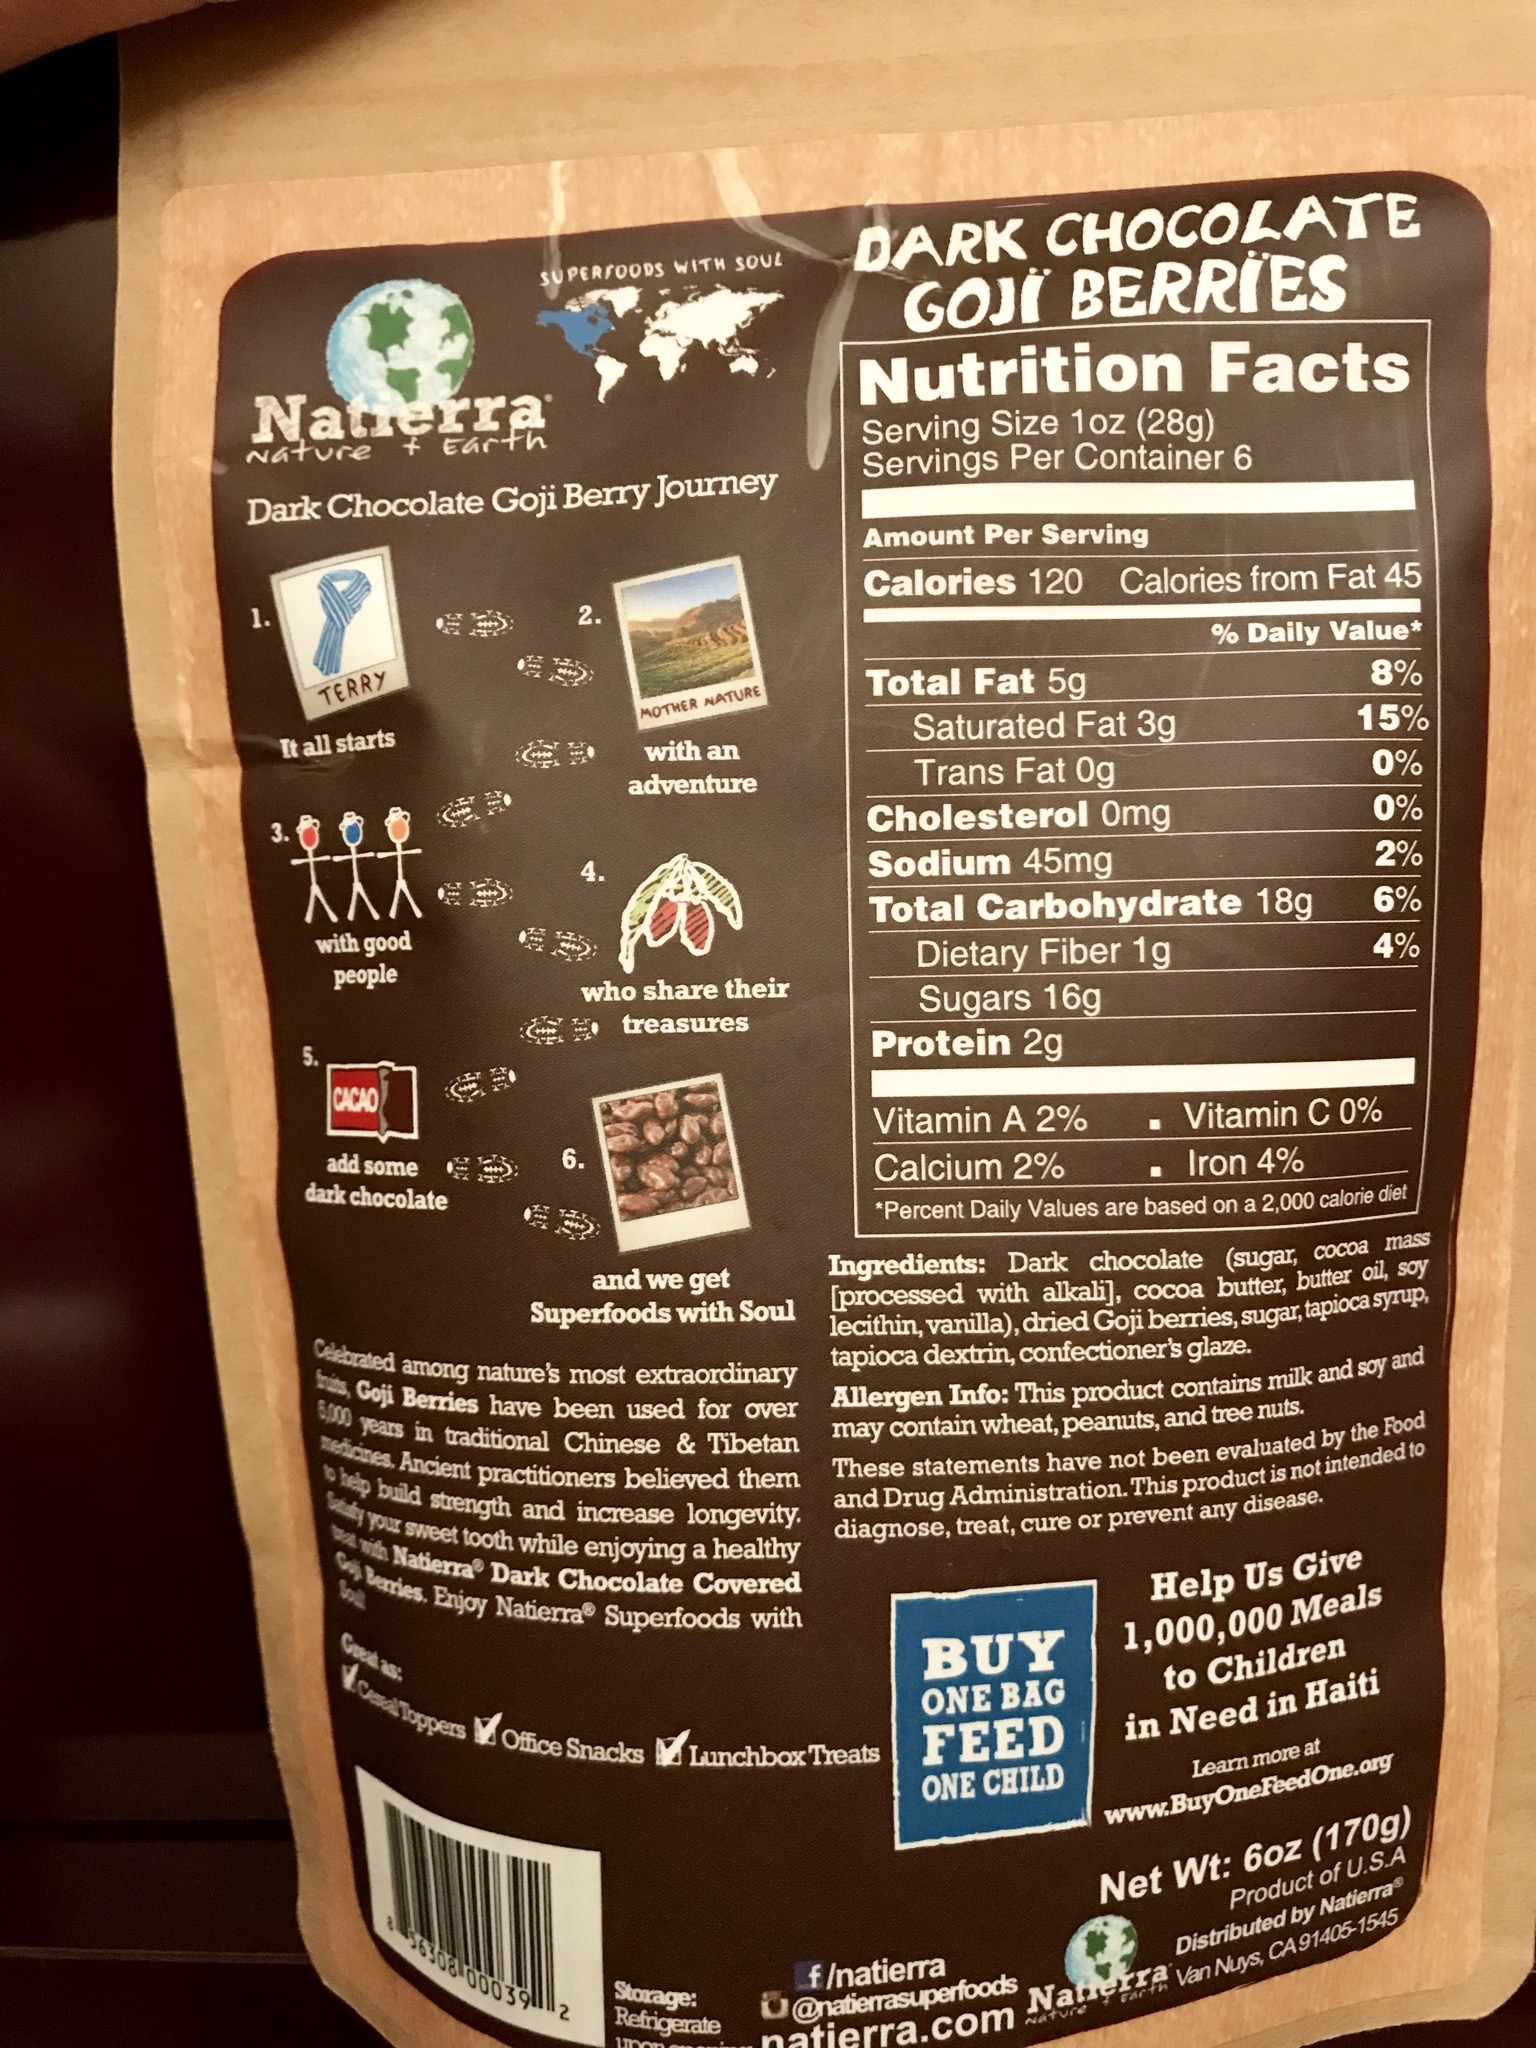 SUPERFOODS WITH SOUL
Natierra®
Nature + Earth
Dark Chocolate Goji Berry Journey
1.
TERRY
It all starts
2.
MOTHER NATURE
with an
adventure
3.
with good
people
4.
who share their
treasures
5.
CACAO
add some
dark chocolate
6.
and we get
Superfoods with Soul
Celebrated among nature's most extraordinary
fruits, Goji Berries have been used for over
6,000 years in traditional Chinese & Tibetan
medicines. Ancient practitioners believed them
to help build strength and increase longevity.
Satisfy your sweet tooth while enjoying a healthy
treat with Natierra® Dark Chocolate Covered
Goji Berries. Enjoy Natierra® Superfoods with
Soul
Great as:
Cereal Toppers Office Snacks Lunchbox Treats
8 56308 00039 2
Storage:
Refrigerate
upon
DARK CHOCOLATE
GOJÏ BERRÏES
Nutrition Facts
Serving Size 1oz (28g)
Servings Per Container 6
Amount Per Serving
Calories 120 Calories from Fat 45
% Daily Value*
Total Fat 5g 8%
Saturated Fat 3g 15%
Trans Fat 0g 0%
Cholesterol 0mg 0%
Sodium 45mg 2%
Total Carbohydrate 18g 6%
Dietary Fiber 1g 4%
Sugars 16g
Protein 2g
Vitamin A 2% ▪ Vitamin C 0%
Calcium 2% ▪ Iron 4%
*Percent Daily Values are based on a 2,000 calorie diet
Ingredients: Dark chocolate (sugar, cocoa mass
[processed with alkali], cocoa butter, butter oil, soy
lecithin, vanilla), dried Goji berries, sugar, tapioca syrup,
tapioca dextrin, confectioner's glaze.
Allergen Info: This product contains milk and soy and
may contain wheat, peanuts, and tree nuts.
These statements have not been evaluated by the Food
and Drug Administration. This product is not intended to
diagnose, treat, cure or prevent any disease.
BUY
ONE BAG
FEED
ONE CHILD
Help Us Give
1,000,000 Meals
to Children
in Need in Haiti
Learn more at
www.BuyOneFeedOne.org
Net Wt: 6oz (170g)
Product of U.S.A
Distributed by Natierra®
Van Nuys, CA 91405-1545
f/natierra
@natierrasuperfoods
natierra.com
Natierra
Nature + Earth